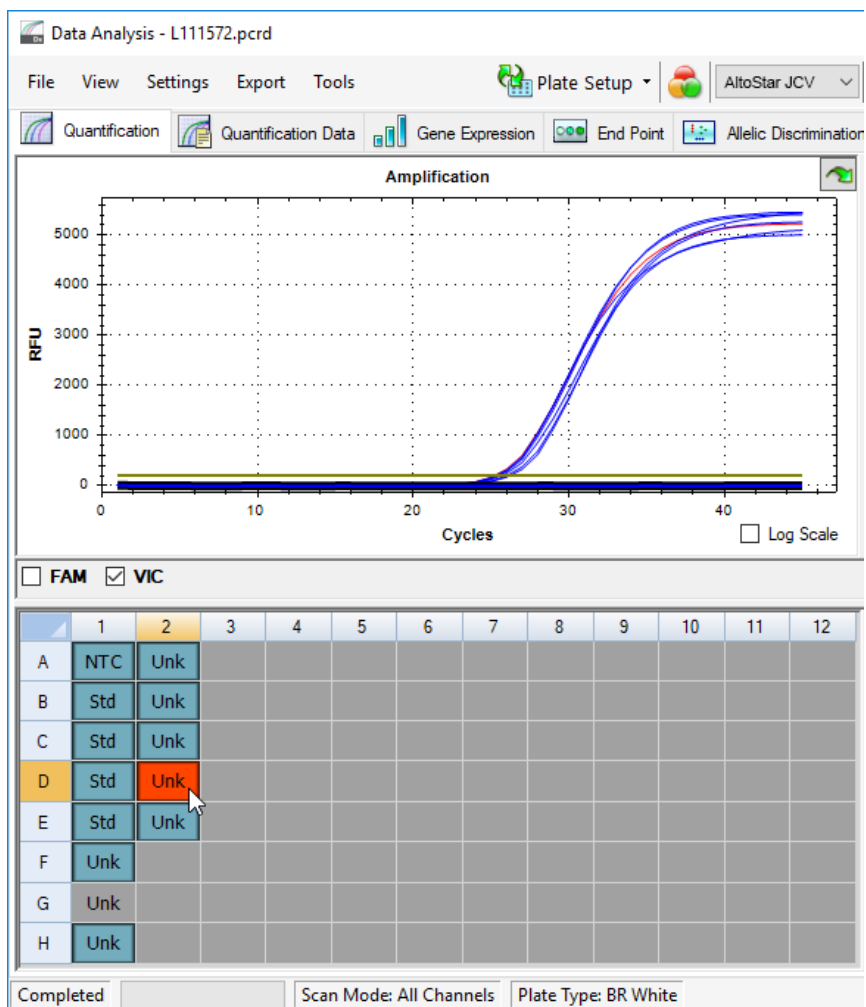 Data Analysis - L111572.pcrd
File View Settings Export Tools Plate Setup AltoStar JCV
Quantification Quantification Data Gene Expression End Point Allelic Discrimination
Amplification
5000
4000
3000
2000
1000
0
RFU
0 10 20 30 40
Cycles
Log Scale
FAM VIC
1 2 3 4 5 6 7 8 9 10 11 12
A NTC Unk
B Std Unk
C Std Unk
D Std Unk
E Std Unk
F Unk
G Unk
H Unk
Completed Scan Mode: All Channels Plate Type: BR White